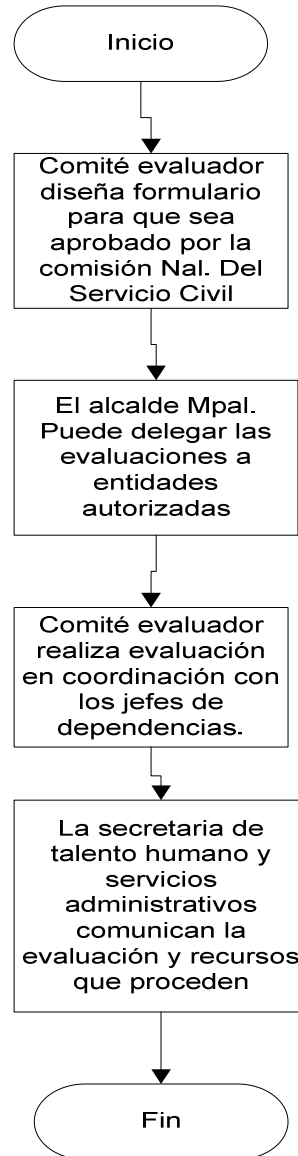 Inicio
Comité evaluador
diseña formulario
para que sea
aprobado por la
comisión Nal. Del
Servicio Civil
El alcalde Mpal.
Puede delegar las
evaluaciones a
entidades
autorizadas
Comité evaluador
realiza evaluación
en coordinación con
los jefes de
dependencias.
La secretaria de
talento humano y
servicios
administrativos
comunican la
evaluación y recursos
que proceden
Fin